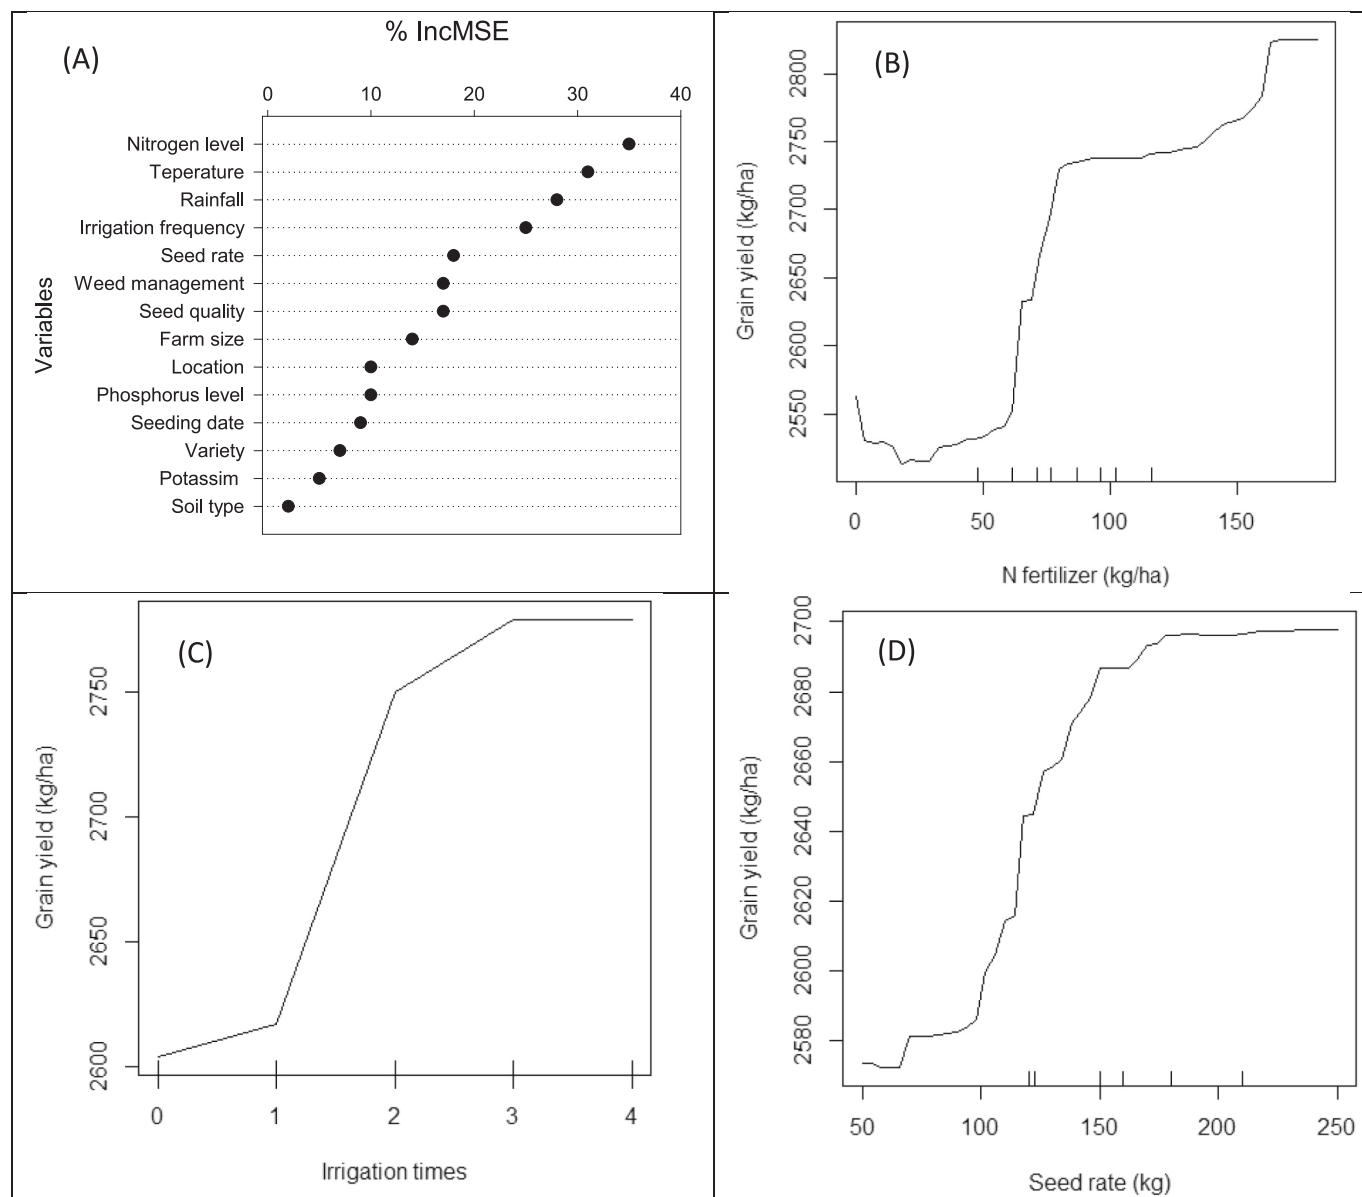 % IncMSE
(A)
0 10 20 30 40
Variables
Nitrogen level
Teperature
Rainfall
Irrigation frequency
Seed rate
Weed management
Seed quality
Farm size
Location
Phosphorus level
Seeding date
Variety
Potassim
Soil type
(B)
Grain yield (kg/ha)
2800
2750
2700
2650
2600
2550
0 50 100 150
N fertilizer (kg/ha)
(C)
Grain yield (kg/ha)
2750
2700
2650
2600
0 1 2 3 4
Irrigation times
(D)
Grain yield (kg/ha)
2700
2680
2660
2640
2620
2600
2580
50 100 150 200 250
Seed rate (kg)